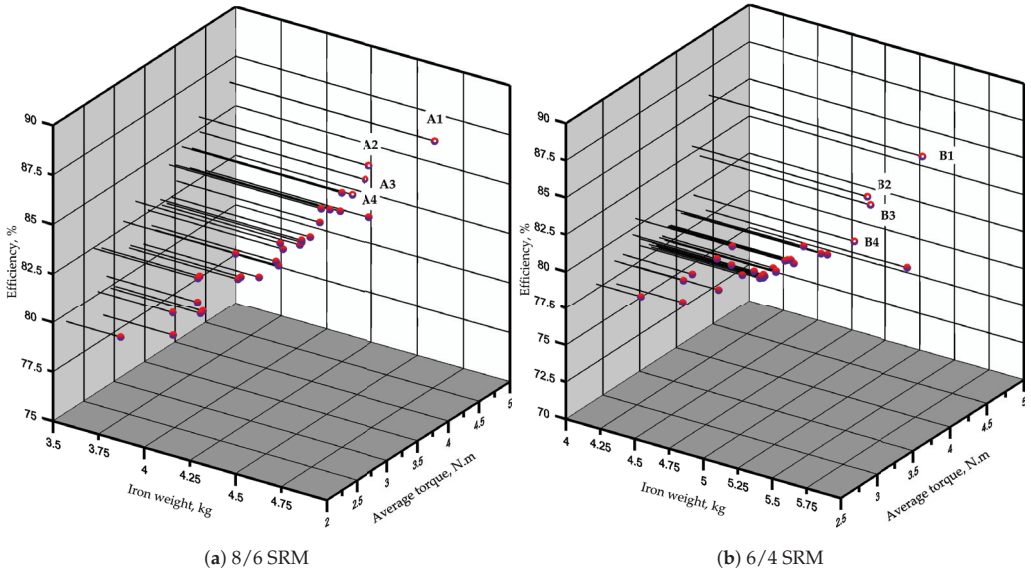 90
87.5
85
82.5
80
77.5
75
Efficiency, %
3.5
3.75
4
4.25
4.5
4.75
Iron weight, kg
2
2.5
3
3.5
4
4.5
5
Average torque, N.m
A1
A2
A3
A4
(a) 8/6 SRM
90
87.5
85
82.5
80
77.5
75
72.5
70
Efficiency, %
4
4.25
4.5
5
5.25
5.5
5.75
Iron weight, kg
2.5
3
3.5
4
4.5
5
Average torque, N.m
B1
B2
B3
B4
(b) 6/4 SRM